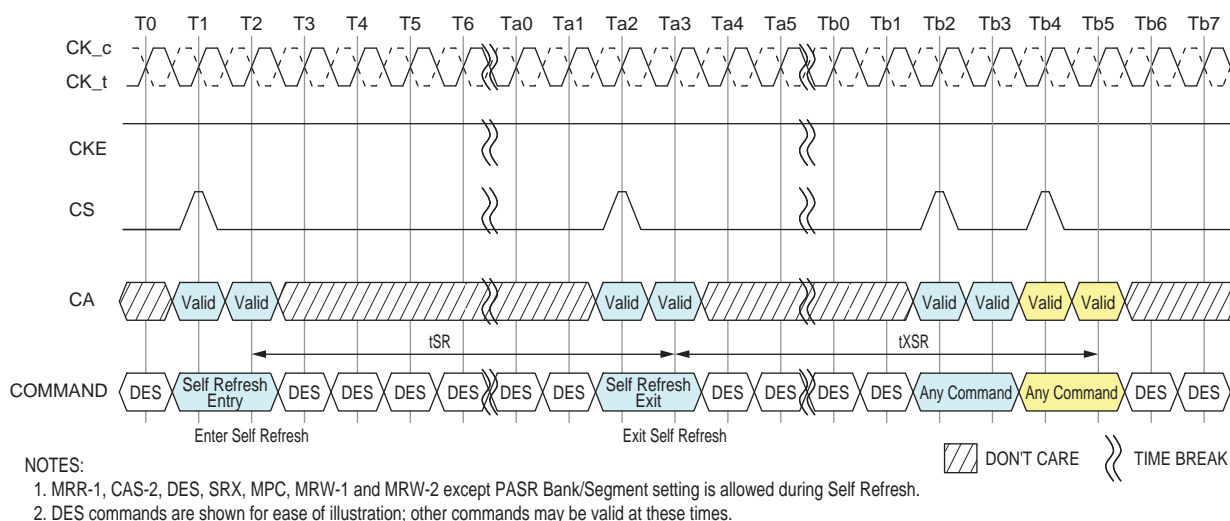 T0 T1 T2 T3 T4 T5 T6 Ta0 Ta1 Ta2 Ta3 Ta4 Ta5 Tb0 Tb1 Tb2 Tb3 Tb4 Tb5 Tb6 Tb7
CK_c
CK_t
CKE
CS
CA Valid Valid Valid Valid Valid Valid Valid Valid
tSR tXSR
COMMAND DES Self Refresh Entry DES DES DES DES DES DES Self Refresh Exit DES DES DES DES Any Command Any Command DES DES
Enter Self Refresh Exit Self Refresh
DON'T CARE TIME BREAK
NOTES:
1. MRR-1, CAS-2, DES, SRX, MPC, MRW-1 and MRW-2 except PASR Bank/Segment setting is allowed during Self Refresh.
2. DES commands are shown for ease of illustration; other commands may be valid at these times.